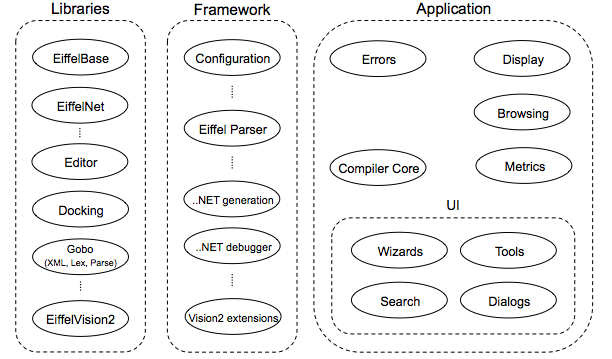 Libraries
EiffelBase
EiffelNet
Editor
Docking
Gobo
(XML, Lex, Parse)
EiffelVision2
Framework
Configuration
Eiffel Parser
..NET generation
..NET debugger
Vision2 extensions
Application
Errors
Display
Browsing
Compiler Core
Metrics
UI
Wizards
Tools
Search
Dialogs